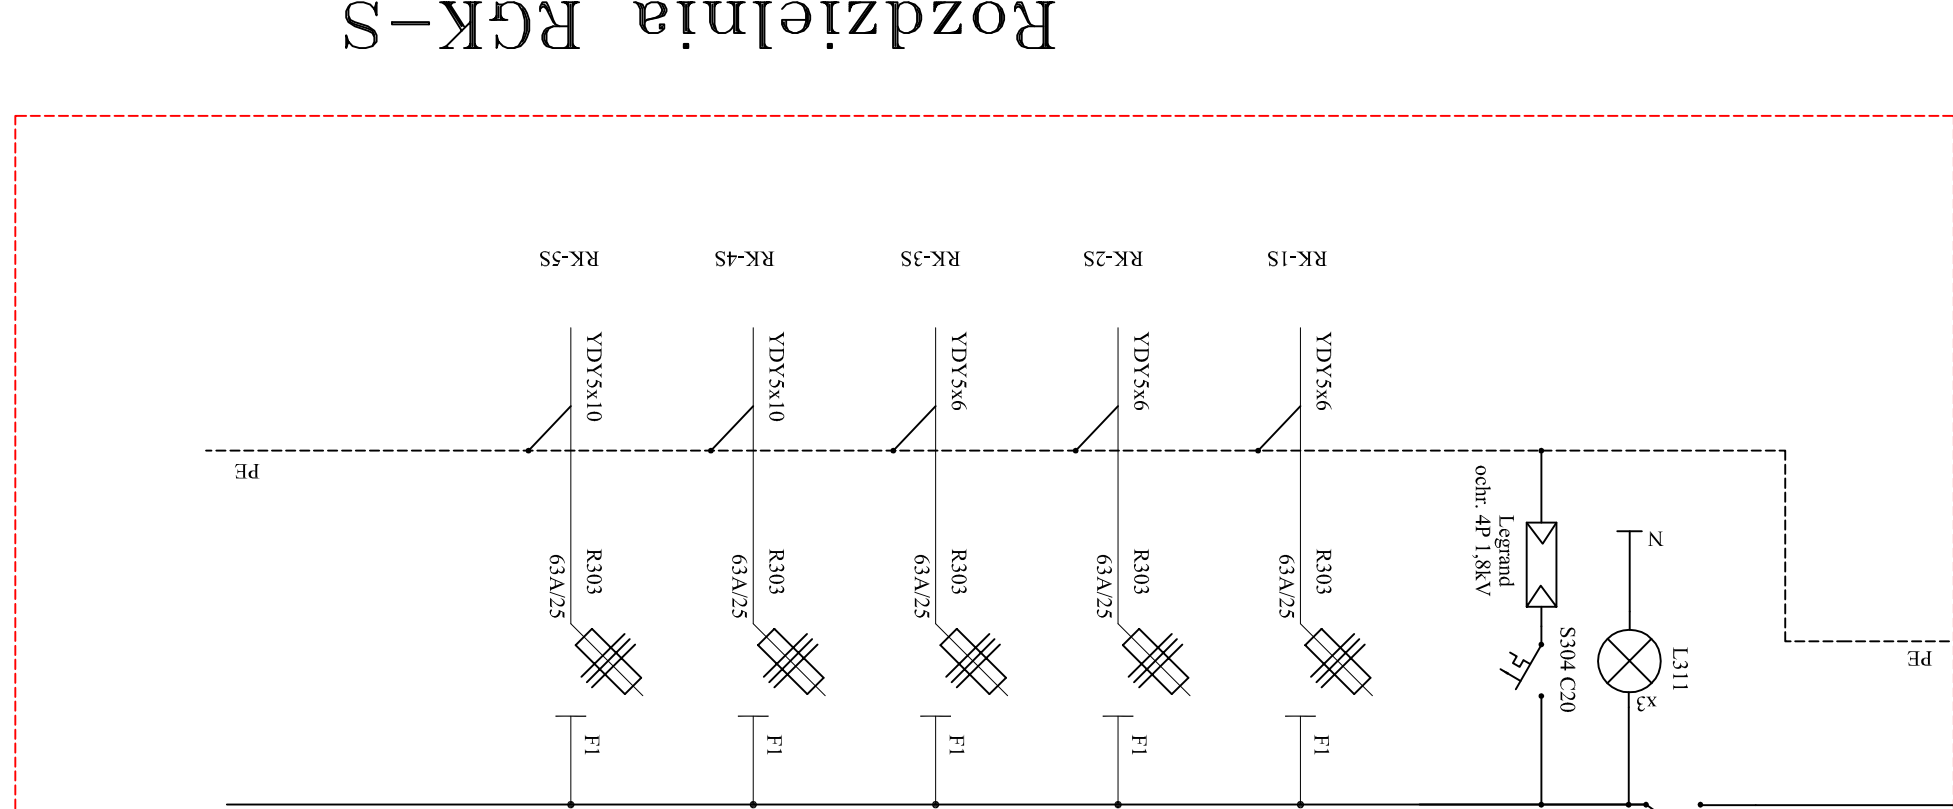 Rozdzielnia RGK-S
RK-1S
RK-2S
RK-3S
RK-4S
RK-5S
YDY5x6
YDY5x6
YDY5x6
YDY5x10
YDY5x10
PE
Legrand
ochr. 4P 1,8kV
N
R303
63A/25
R303
63A/25
R303
63A/25
R303
63A/25
R303
63A/25
S304 C20
L311
x3
PE
F1
F1
F1
F1
F1